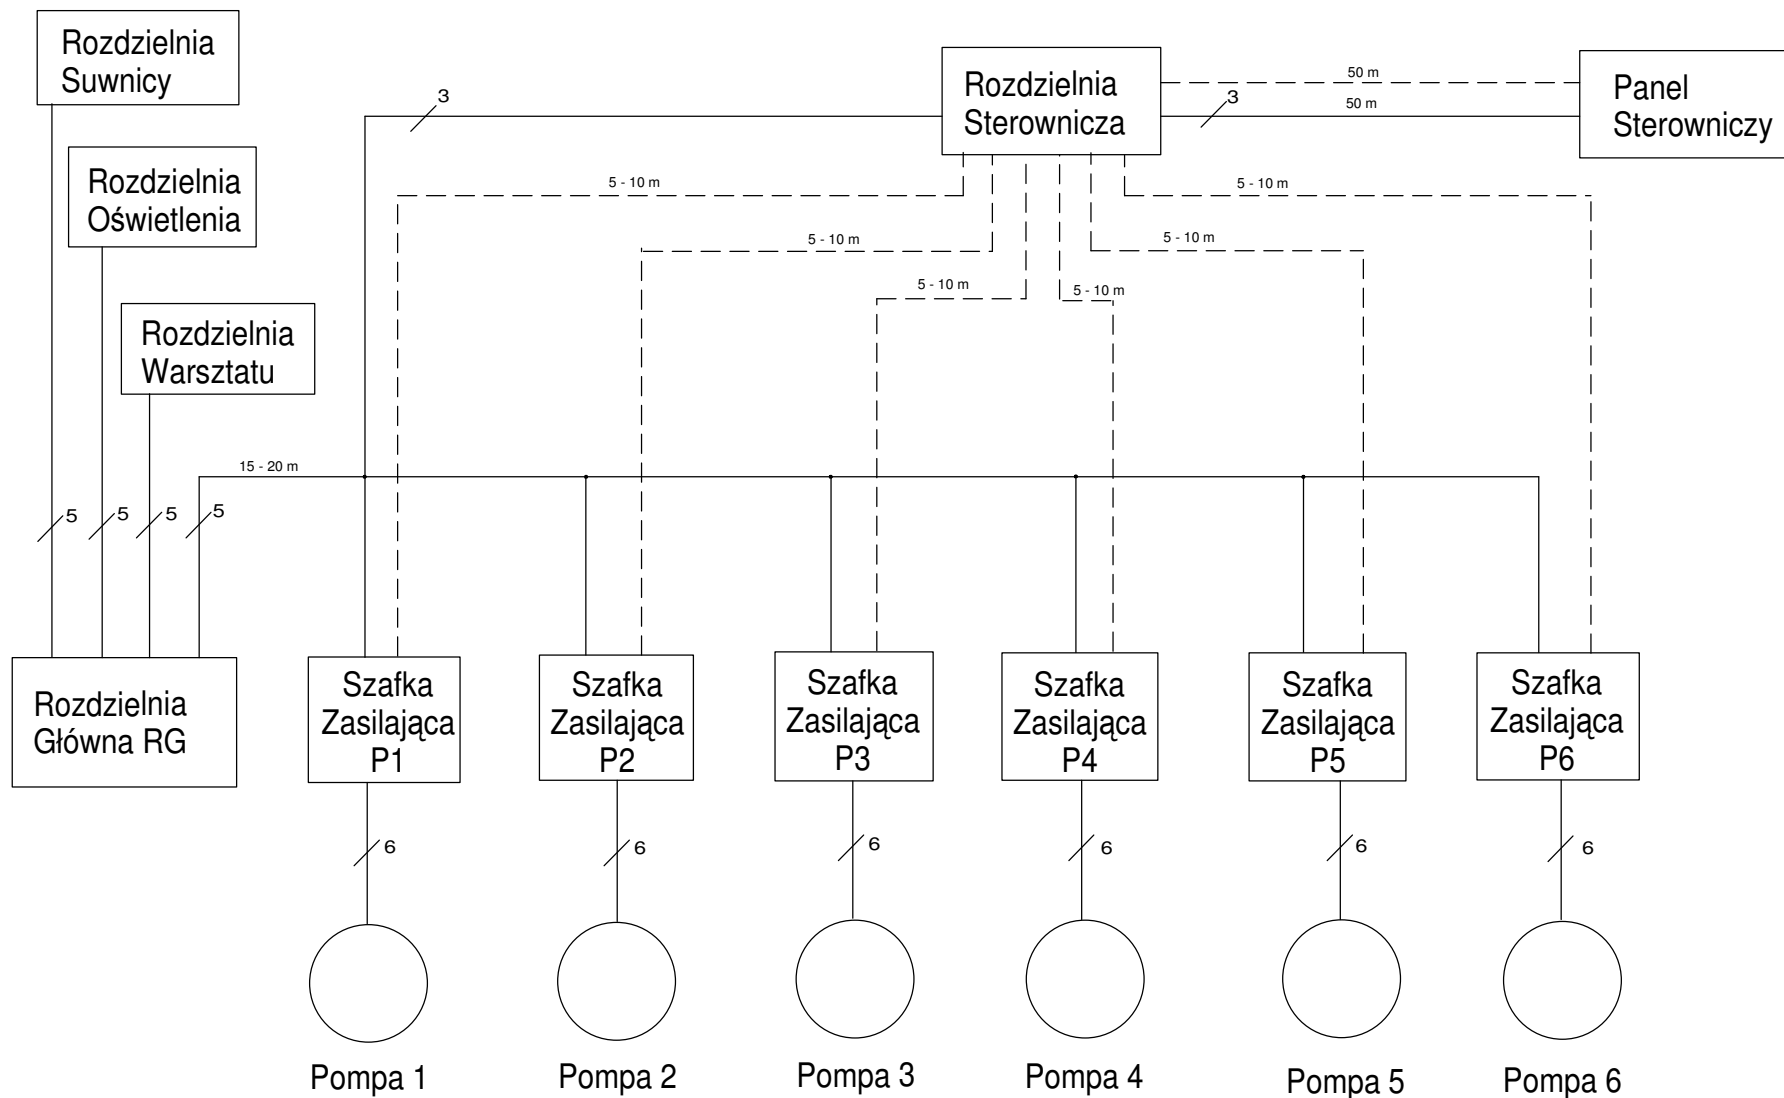 Rozdzielnia
Suwnicy
Rozdzielnia
Oświetlenia
Rozdzielnia
Warsztatu
Rozdzielnia
Sterownicza
Panel
Sterowniczy
3
3
50 m
50 m
5 - 10 m
5 - 10 m
5 - 10 m
5 - 10 m
5 - 10 m
5 - 10 m
15 - 20 m
5
5
5
5
Rozdzielnia
Główna RG
Szafka
Zasilająca
P1
Szafka
Zasilająca
P2
Szafka
Zasilająca
P3
Szafka
Zasilająca
P4
Szafka
Zasilająca
P5
Szafka
Zasilająca
P6
6
6
6
6
6
6
Pompa 1
Pompa 2
Pompa 3
Pompa 4
Pompa 5
Pompa 6